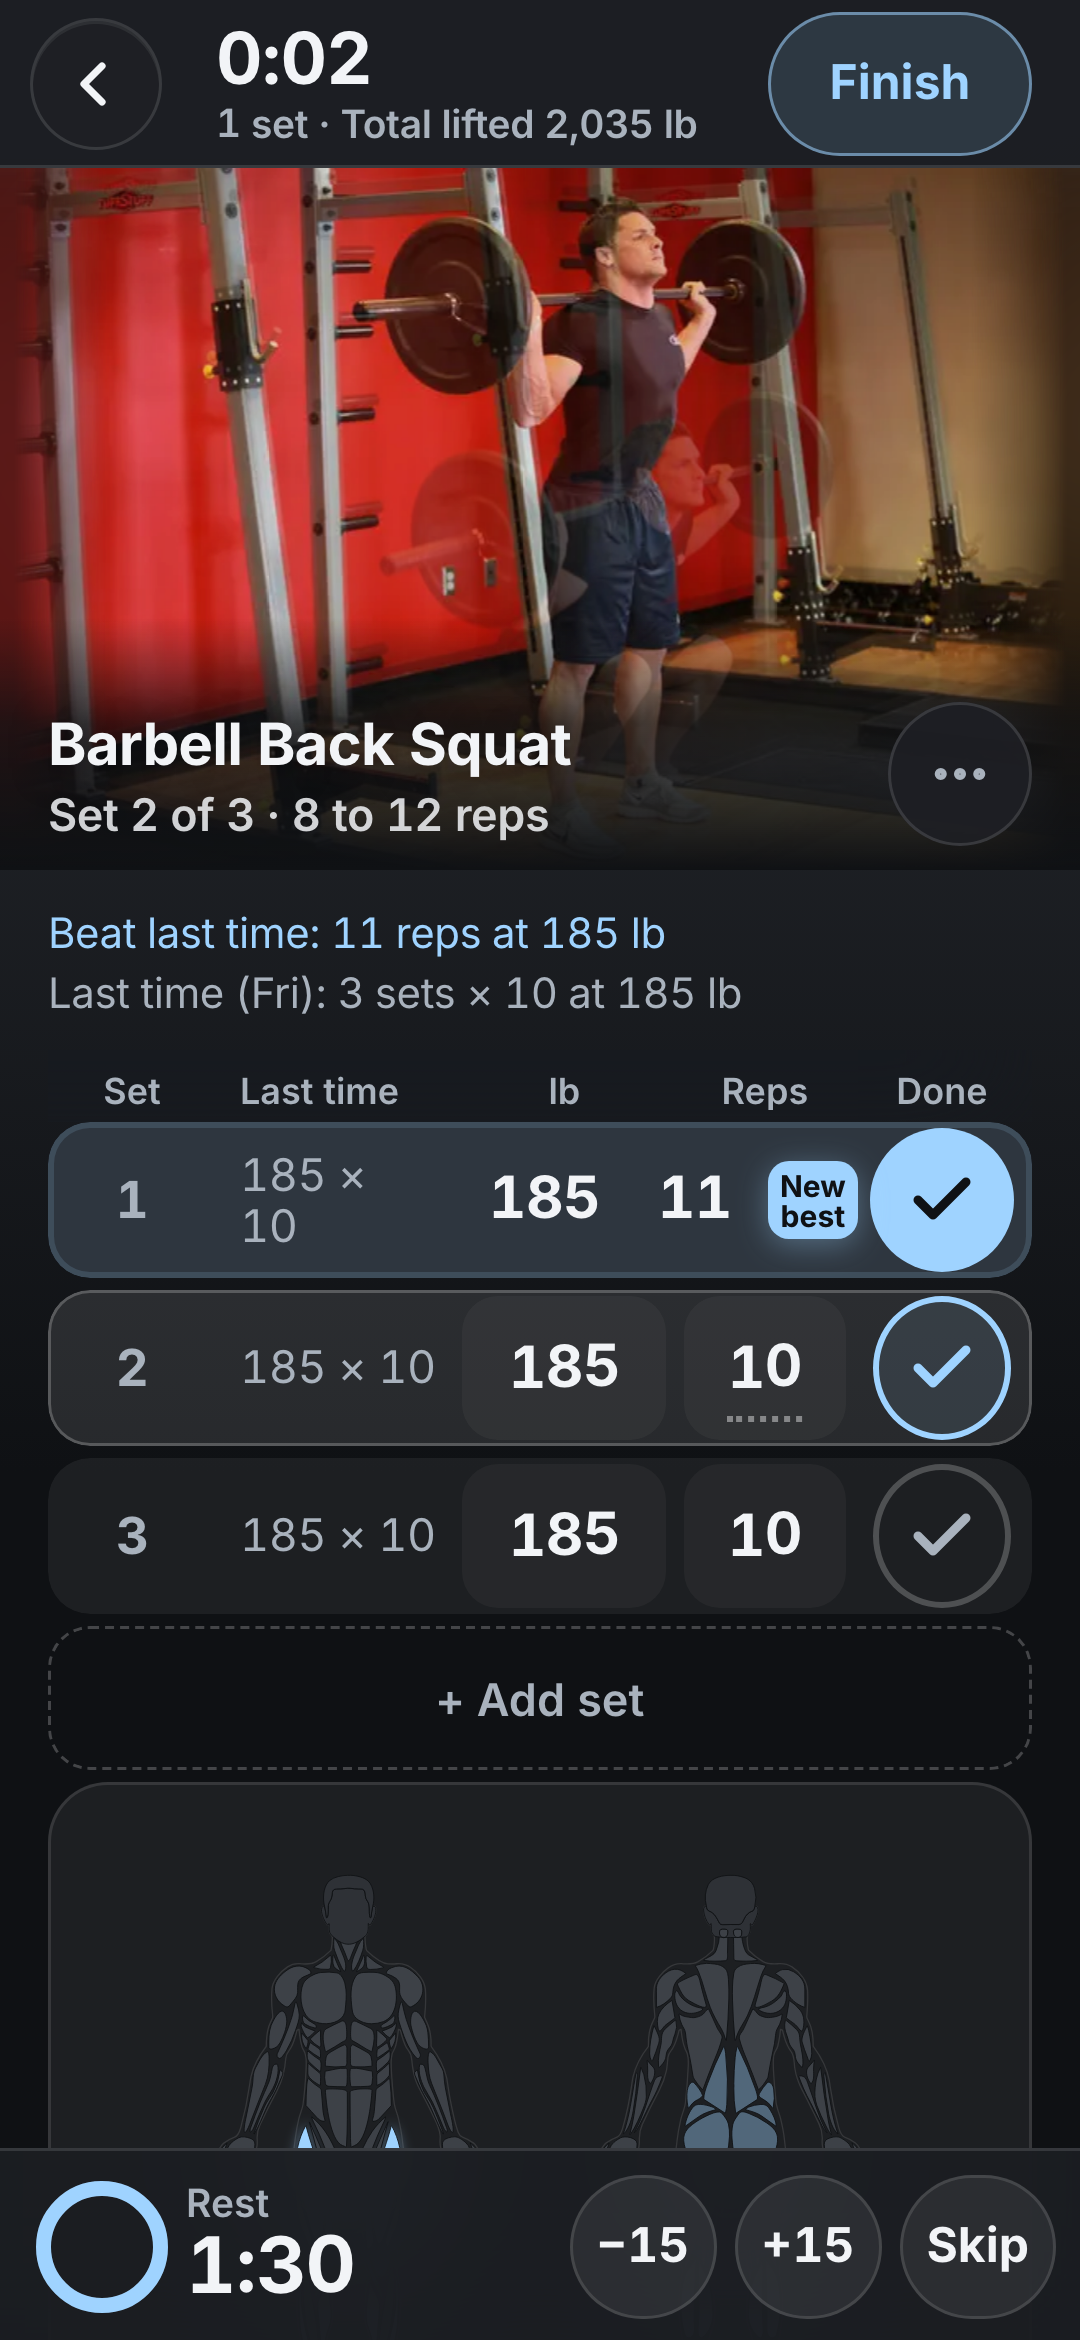 0:02
1 set · Total lifted 2,035 lb
Finish
Barbell Back Squat
Set 2 of 3 · 8 to 12 reps
Beat last time: 11 reps at 185 lb
Last time (Fri): 3 sets × 10 at 185 lb
Set Last time lb Reps Done
1 185 × 10 185 11 New best
2 185 × 10 185 10
3 185 × 10 185 10
+ Add set
Rest
1:30
−15 +15 Skip